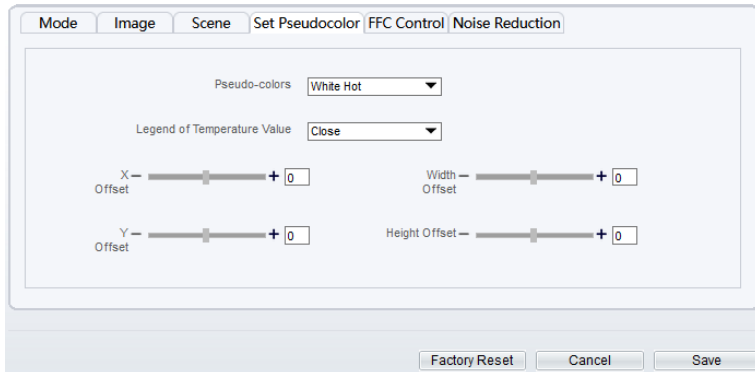 Mode Image Scene Set Pseudocolor FFC Control Noise Reduction
Pseudo-colors White Hot
Legend of Temperature Value Close
X − + 0 Width − + 0
Offset Offset
Y − + 0 Height Offset − + 0
Offset
Factory Reset Cancel Save